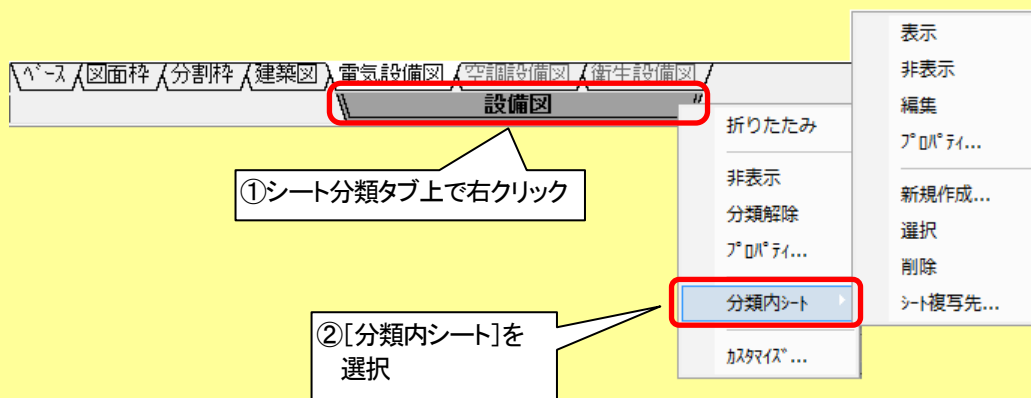 ﾍﾞｰｽ 図面枠 分割枠 建築図 電気設備図 空調設備図 衛生設備図
設備図
①シート分類タブ上で右クリック
折りたたみ
非表示
分類解除
ﾌﾟﾛﾊﾟﾃｨ...
分類内ｼｰﾄ
ｶｽﾀﾏｲｽﾞ...
②[分類内シート]を
選択
表示
非表示
編集
ﾌﾟﾛﾊﾟﾃｨ...
新規作成...
選択
削除
ｼｰﾄ複写先...